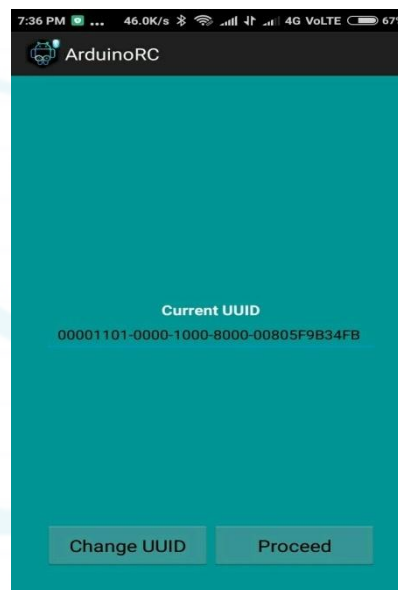 7:36 PM ... 46.0K/s 4G VoLTE 67%
ArduinoRC
Current UUID
00001101-0000-1000-8000-00805F9B34FB
Change UUID Proceed